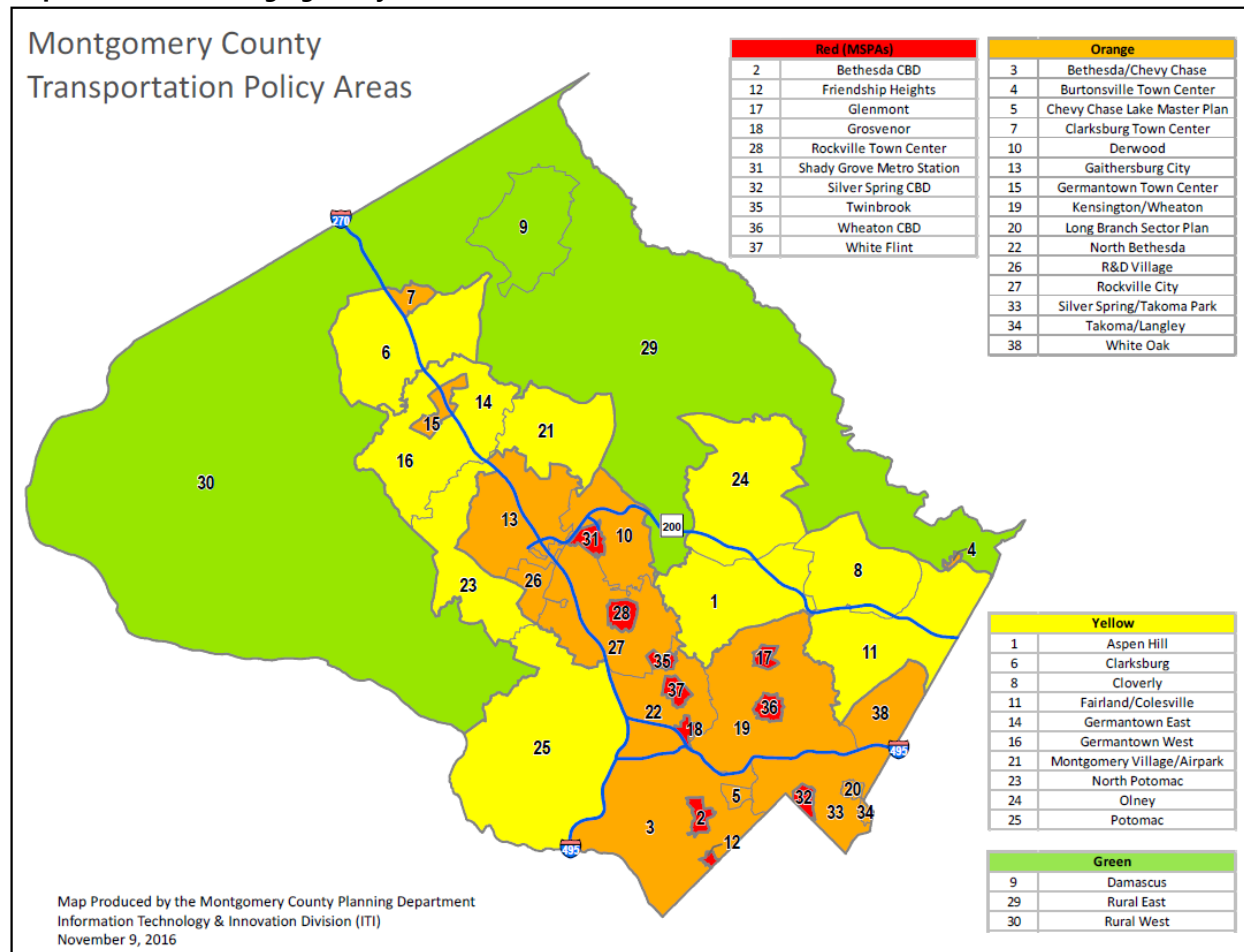 Montgomery County
Transportation Policy Areas
Red (MSPAs)
2 Bethesda CBD
12 Friendship Heights
17 Glenmont
18 Grosvenor
28 Rockville Town Center
31 Shady Grove Metro Station
32 Silver Spring CBD
35 Twinbrook
36 Wheaton CBD
37 White Flint
Orange
3 Bethesda/Chevy Chase
4 Burtonsville Town Center
5 Chevy Chase Lake Master Plan
7 Clarksburg Town Center
10 Derwood
13 Gaithersburg City
15 Germantown Town Center
19 Kensington/Wheaton
20 Long Branch Sector Plan
22 North Bethesda
26 R&D Village
27 Rockville City
33 Silver Spring/Takoma Park
34 Takoma/Langley
38 White Oak
270
9
7
29
6
14
15
21
16
24
30
13
200
31
10
4
8
26
23
1
28
27
11
35
17
37
36
22
38
18
19
25
495
5
20
32
33
34
2
3
12
495
Yellow
1 Aspen Hill
6 Clarksburg
8 Cloverly
11 Fairland/Colesville
14 Germantown East
16 Germantown West
21 Montgomery Village/Airpark
23 North Potomac
24 Olney
25 Potomac
Green
9 Damascus
29 Rural East
30 Rural West
Map Produced by the Montgomery County Planning Department
Information Technology & Innovation Division (ITI)
November 9, 2016